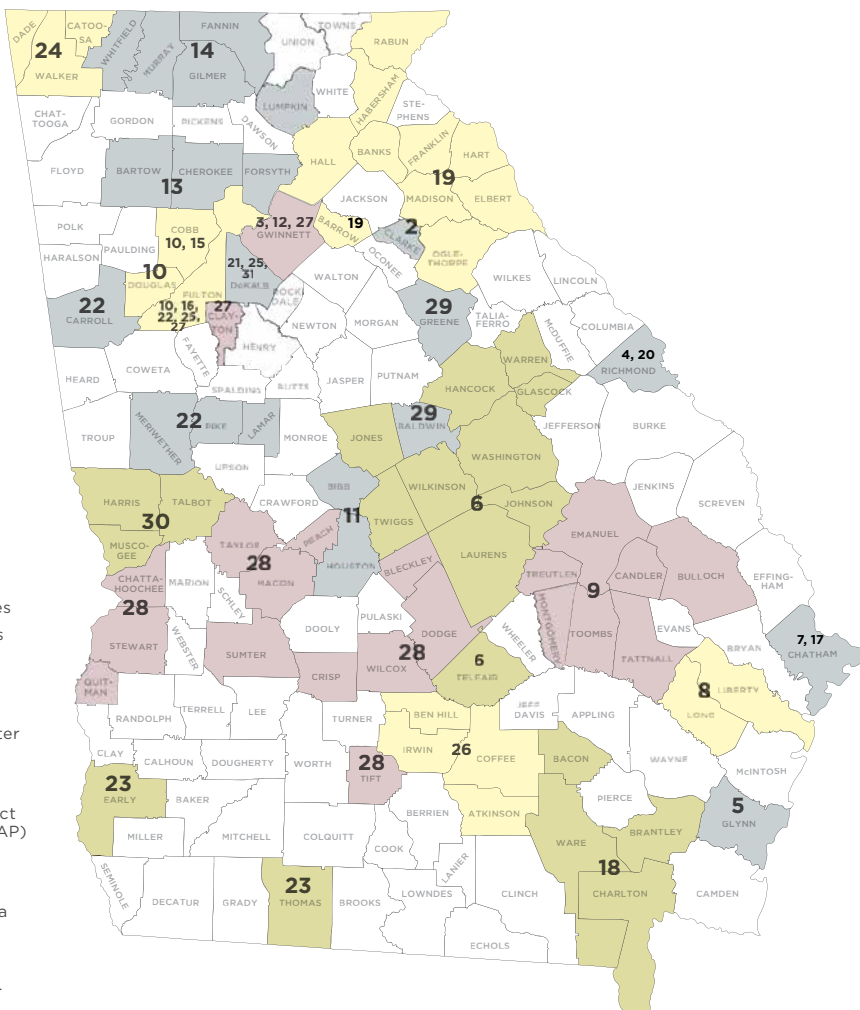 DADE
CATOO-
SA
24
WALKER
WHITFIELD
MURRAY
FANNIN
14
GILMER
UNION
TOWNS
RABUN
LUMPKIN
WHITE
HABERSHAM
STE-
PHENS
CHAT-
TOOGA
GORDON
PICKENS
DAWSON
HALL
BANKS
FRANKLIN
HART
19
MADISON
ELBERT
FLOYD
BARTOW
CHEROKEE
FORSYTH
13
JACKSON
POLK
PAULDING
COBB
10, 15
3, 12, 27
GWINNETT
19
BARROW
2
CLARKE
OCONEE
OGLE-
THORPE
HARALSON
10
DOUGLAS
21, 25,
31
DeKALB
ROCK
DALE
WALTON
WILKES
LINCOLN
22
CARROLL
FULTON
10, 16,
22, 25,
27
27
CLAY-
TON
NEWTON
MORGAN
29
GREENE
TALIA-
FERRO
McDUFFIE
COLUMBIA
4, 20
RICHMOND
HEARD
COWETA
FAYETTE
HENRY
SPALDING
BUTTS
JASPER
PUTNAM
HANCOCK
WARREN
GLASCOCK
TROUP
MERIWETHER
22
PIKE
LAMAR
MONROE
JONES
29
BALDWIN
JEFFERSON
BURKE
UPSON
BIBB
WILKINSON
WASHINGTON
JENKINS
SCREVEN
HARRIS
TALBOT
30
MUSCO-
GEE
CRAWFORD
11
TWIGGS
6
JOHNSON
TAYLOR
PEACH
28
MACON
HOUSTON
LAURENS
EMANUEL
CHATTA-
HOOCHEE
28
MARION
SCHLEY
BLECKLEY
TREUTLEN
9
CANDLER
BULLOCH
EFFING-
HAM
es
s
STEWART
WEBSTER
SUMTER
DOOLY
PULASKI
DODGE
WHEELER
MONTGOMERY
TOOMBS
TATTNALL
EVANS
BRYAN
7, 17
CHATHAM
QUIT-
MAN
CRISP
28
WILCOX
6
TELFAIR
8
LIBERTY
LONG
RANDOLPH
TERRELL
LEE
TURNER
BEN HILL
JEFF
DAVIS
APPLING
ter
CLAY
CALHOUN
DOUGHERTY
WORTH
28
TIFT
IRWIN
26
COFFEE
BACON
WAYNE
McINTOSH
23
EARLY
BAKER
ct
AP)
MILLER
MITCHELL
COLQUITT
BERRIEN
COOK
ATKINSON
PIERCE
5
GLYNN
WARE
BRANTLEY
SEMINOLE
DECATUR
GRADY
23
THOMAS
BROOKS
LANIER
LOWNDES
CLINCH
18
CHARLTON
CAMDEN
a
ECHOLS